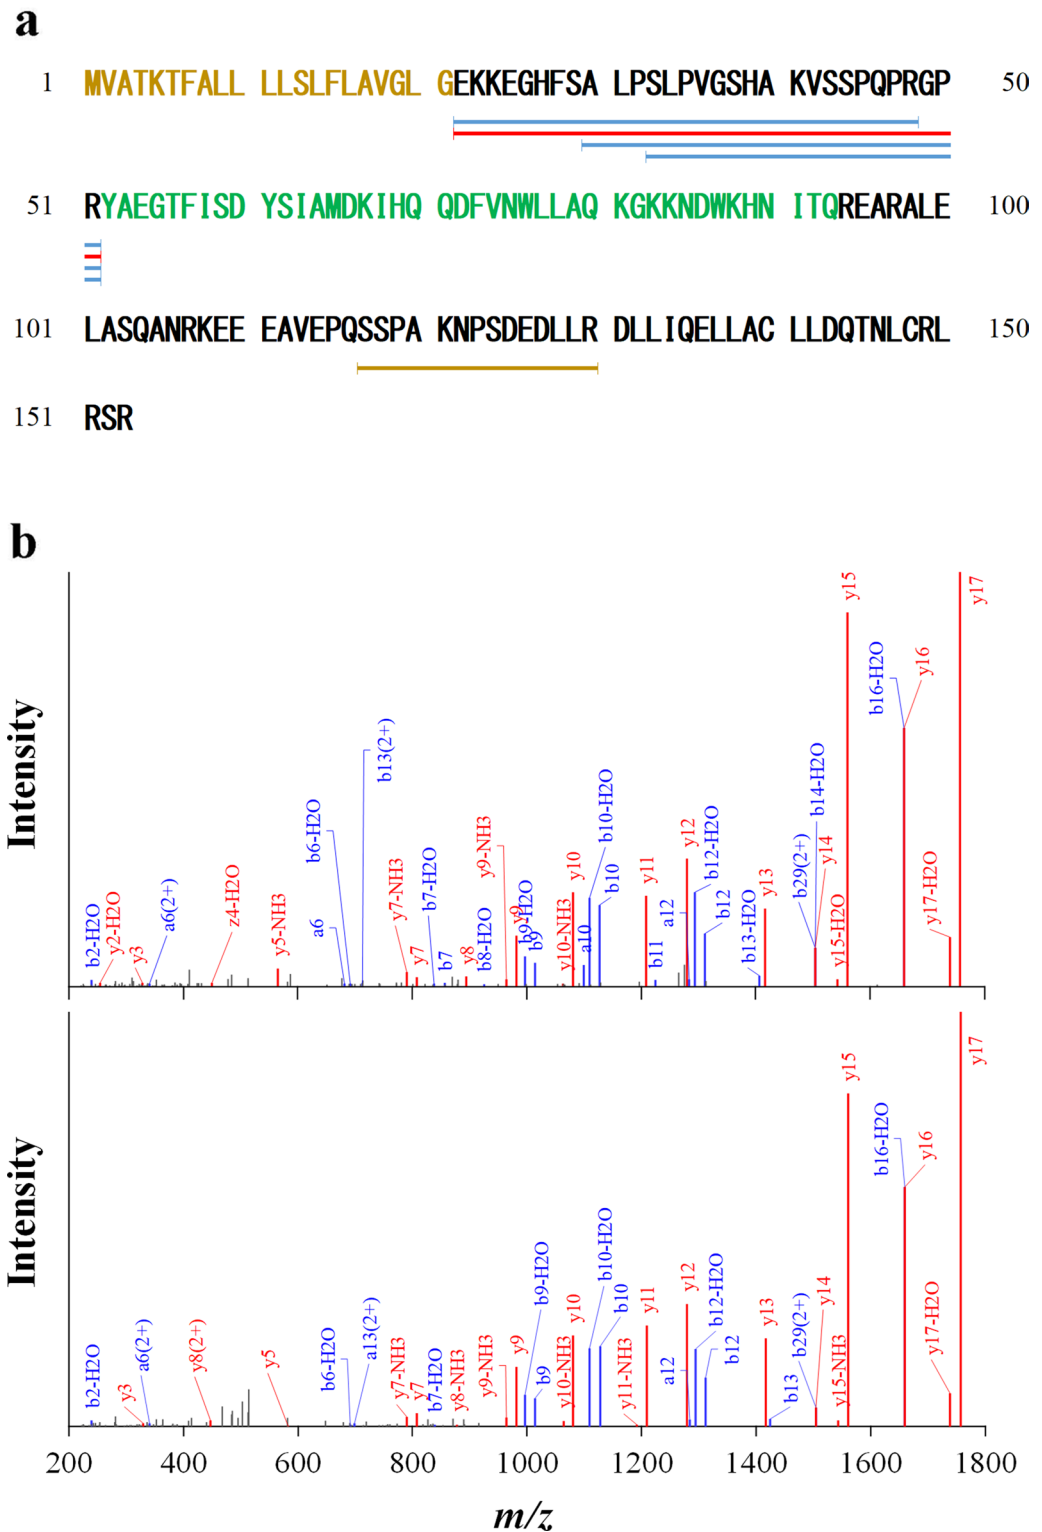 a
1 MVATKTFALL LLSLFLAVGL GEKKEGHFSA LPSLPVGSHA KVSSPQPRGP 50
51 RYAEGTFISD YSIAMDKIHQ QDFVNWLLAQ KGKKNDWKHN ITQREARALE 100
101 LASQANRKEE EAVEPQSSPA KNPSDEDLLR DLLIQELLAC LLDQTNLCRL 150
151 RSR
b
Intensity
b2-H2O
y2-H2O
y3
a6(2+)
z4-H2O
y5-NH3
a6
b6-H2O
b13(2+)
y7-NH3
y7
b7-H2O
b7
y8
b8-H2O
y9-NH3
y9
b9-H2O
b9
y10-NH3
y10
a10
b10-H2O
b10
y11
b11
a12
y12
b12-H2O
b12
b13-H2O
y13
b29(2+)
b14-H2O
y14
y15-H2O
y15
b16-H2O
y16
y17-H2O
y17
Intensity
b2-H2O
y3
a6(2+)
y8(2+)
y5
b6-H2O
a13(2+)
y7-NH3
y7
b7-H2O
y8-NH3
y9-NH3
y9
b9-H2O
b9
y10-NH3
y10
b10-H2O
b10
y11-NH3
y11
a12
y12
b12-H2O
b12
y13
b13
b29(2+)
y14
y15-NH3
y15
b16-H2O
y16
y17-H2O
y17
200 400 600 800 1000 1200 1400 1600 1800
m/z